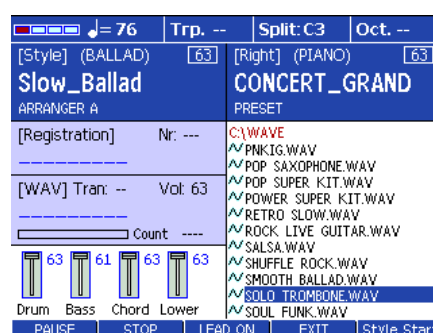 ♩= 76 Trp. -- Split: C3 Oct. --
[Style] (BALLAD) 63
Slow_Ballad
ARRANGER A
[Right] (PIANO) 63
CONCERT_GRAND
PRESET
[Registration] Nr: ---
[WAV] Tran: -- Vol: 63
Count ----
63 61 63 63
Drum Bass Chord Lower
C:\WAVE
PNKIG.WAV
POP SAXOPHONE.WAV
POP SUPER KIT.WAV
POWER SUPER KIT.WAV
RETRO SLOW.WAV
ROCK LIVE GUITAR.WAV
SALSA.WAV
SHUFFLE ROCK.WAV
SMOOTH BALLAD.WAV
SOLO TROMBONE.WAV
SOUL FUNK.WAV
PAUSE STOP LEAD ON EXIT Style Star